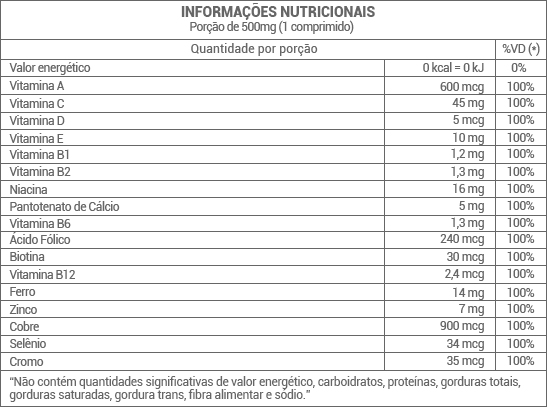 INFORMAÇÕES NUTRICIONAIS
Porção de 500mg (1 comprimido)
Quantidade por porção %VD (*)
Valor energético 0 kcal = 0 kJ 0%
Vitamina A 600 mcg 100%
Vitamina C 45 mg 100%
Vitamina D 5 mcg 100%
Vitamina E 10 mg 100%
Vitamina B1 1,2 mg 100%
Vitamina B2 1,3 mg 100%
Niacina 16 mg 100%
Pantotenato de Cálcio 5 mg 100%
Vitamina B6 1,3 mg 100%
Ácido Fólico 240 mcg 100%
Biotina 30 mcg 100%
Vitamina B12 2,4 mcg 100%
Ferro 14 mg 100%
Zinco 7 mg 100%
Cobre 900 mcg 100%
Selênio 34 mcg 100%
Cromo 35 mcg 100%
“Não contém quantidades significativas de valor energético, carboidratos, proteínas, gorduras totais,
gorduras saturadas, gordura trans, fibra alimentar e sódio.”